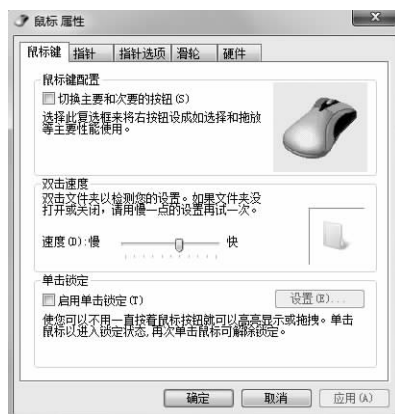 鼠标 属性
鼠标键 指针 指针选项 滑轮 硬件
鼠标键配置
切换主要和次要的按钮(S)
选择此复选框来将右按钮设成如选择和拖放
等主要性能使用。
双击速度
双击文件夹以检测您的设置。如果文件夹没
打开或关闭,请用慢一点的设置再试一次。
速度(D):慢 快
单击锁定
启用单击锁定(T) 设置(E)...
使您可以不用一直按着鼠标按钮就可以高亮显示或拖拽。单击
鼠标以进入锁定状态,再次单击鼠标可解除锁定。
确定 取消 应用(A)